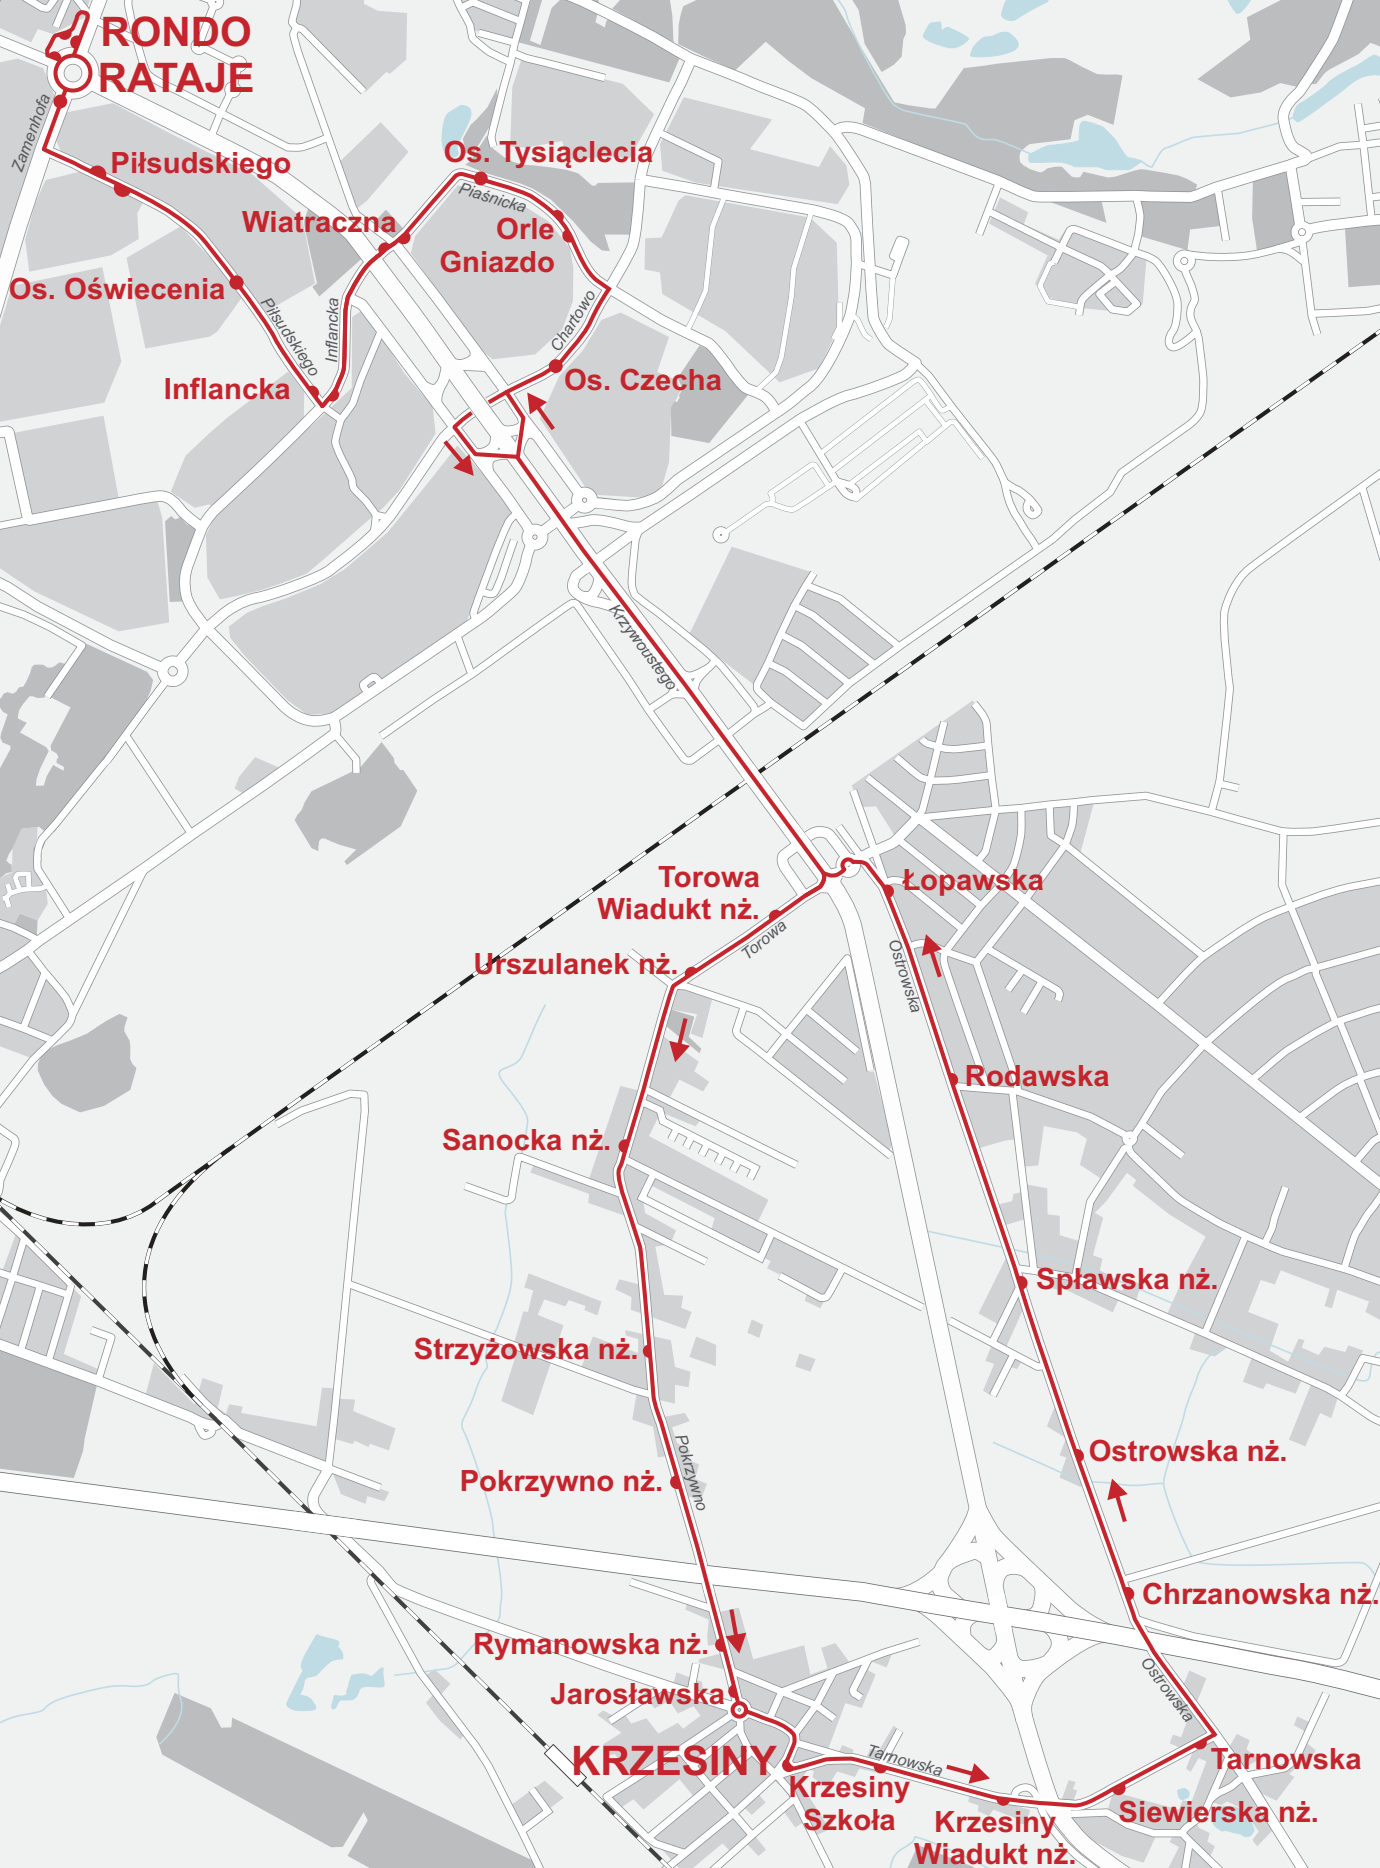 RONDO
RATAJE
Zamenhofa
Piłsudskiego
Os. Tysiąclecia
Piaśnicka
Wiatraczna
Orle
Gniazdo
Os. Oświecenia
Piłsudskiego
Inflancka
Chartowo
Inflancka
Os. Czecha
Krzywoustego
Torowa
Wiadukt nż.
Łopawska
Torowa
Urszulanek nż.
Ostrowska
Rodawska
Sanocka nż.
Spławska nż.
Strzyżowska nż.
Pokrzywno
Ostrowska nż.
Pokrzywno nż.
Chrzanowska nż.
Rymanowska nż.
Ostrowska
Jarosławska
KRZESINY
Tarnowska
Tarnowska
Krzesiny
Szkoła
Siewierska nż.
Krzesiny
Wiadukt nż.